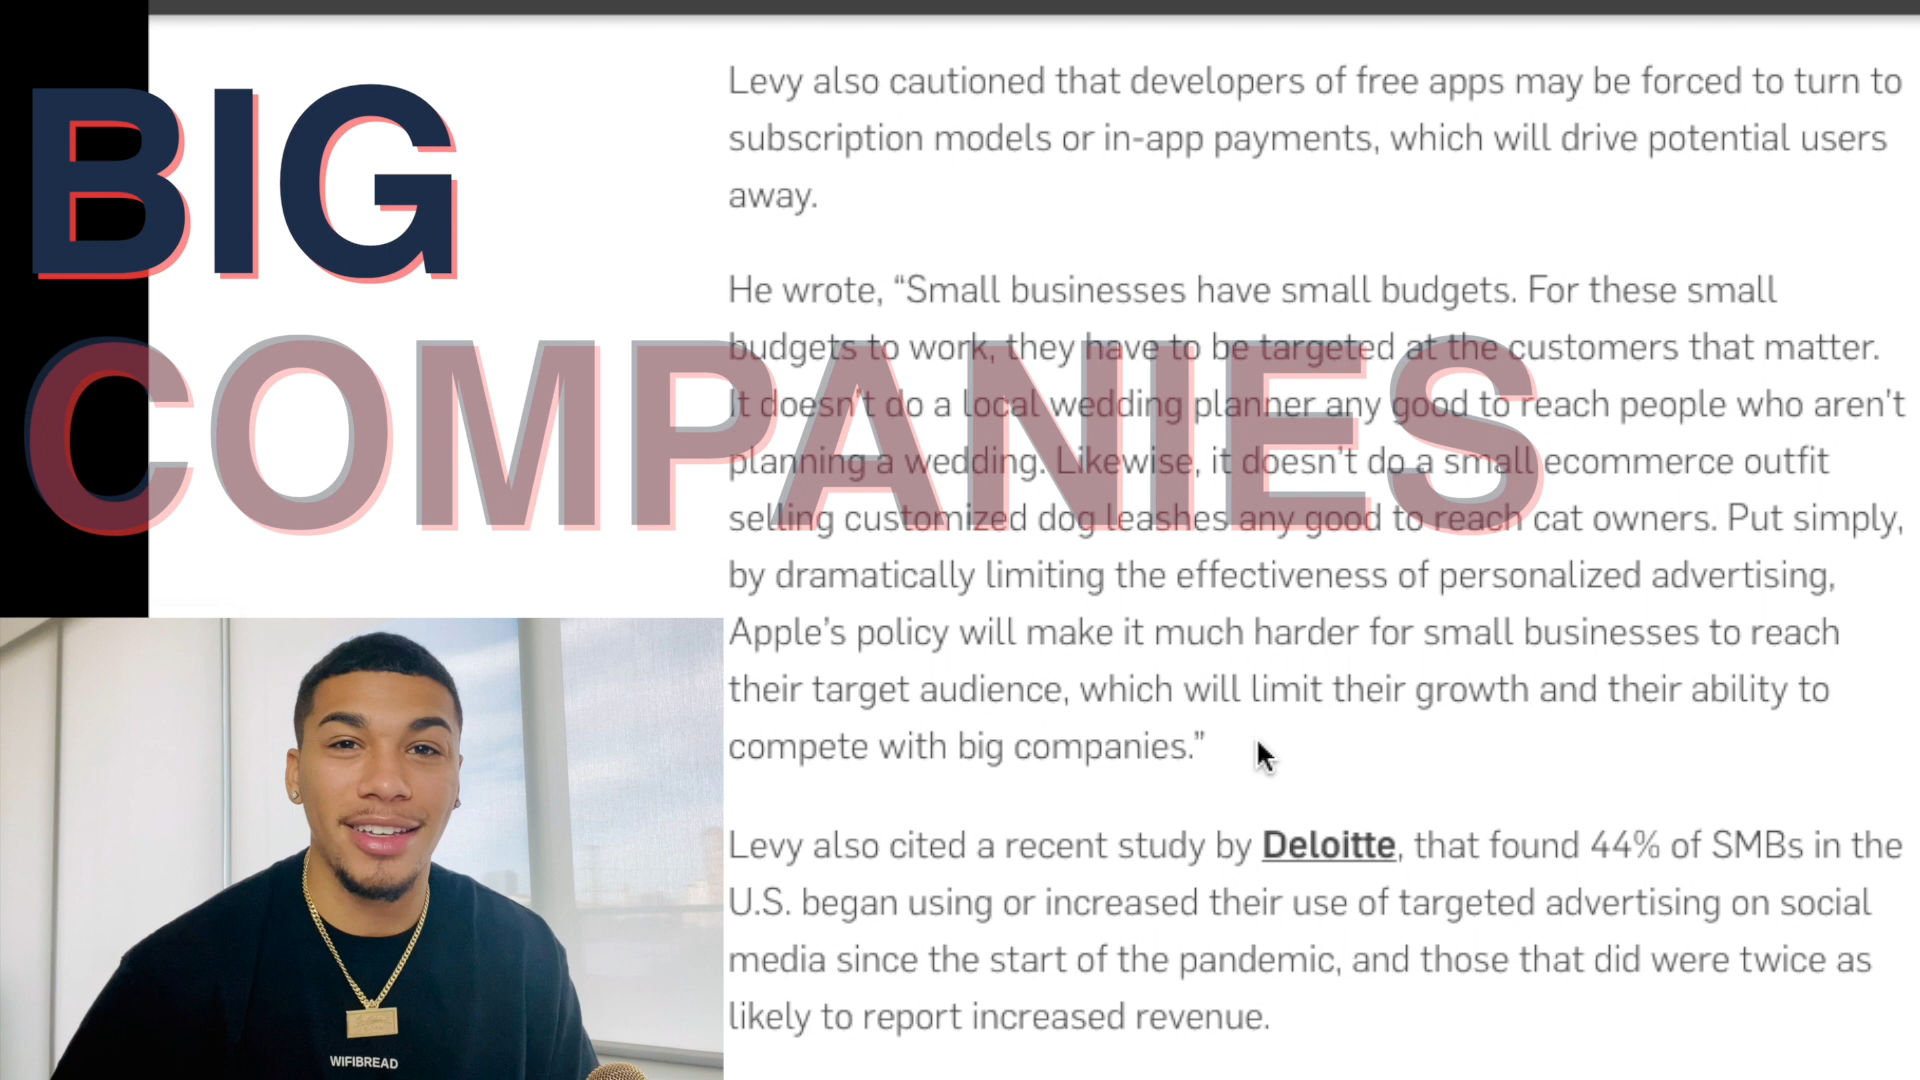 BIG
COMPANIES
Levy also cautioned that developers of free apps may be forced to turn to
subscription models or in-app payments, which will drive potential users
away.
He wrote, “Small businesses have small budgets. For these small
budgets to work, they have to be targeted at the customers that matter.
It doesn’t do a local wedding planner any good to reach people who aren’t
planning a wedding. Likewise, it doesn’t do a small ecommerce outfit
selling customized dog leashes any good to reach cat owners. Put simply,
by dramatically limiting the effectiveness of personalized advertising,
Apple’s policy will make it much harder for small businesses to reach
their target audience, which will limit their growth and their ability to
compete with big companies.”
Levy also cited a recent study by Deloitte, that found 44% of SMBs in the
U.S. began using or increased their use of targeted advertising on social
media since the start of the pandemic, and those that did were twice as
likely to report increased revenue.
WIFIBREAD